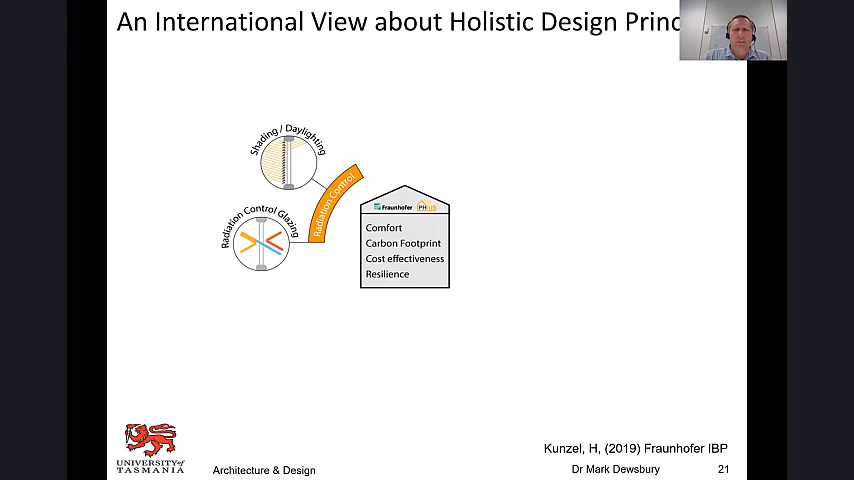 An International View about Holistic Design Princ
Shading / Daylighting
Radiation Control
Radiation Control Glazing
Fraunhofer
PHIUS
Comfort
Carbon Footprint
Cost effectiveness
Resilience
Kunzel, H, (2019) Fraunhofer IBP
UNIVERSITY of
TASMANIA
Architecture & Design
Dr Mark Dewsbury
21